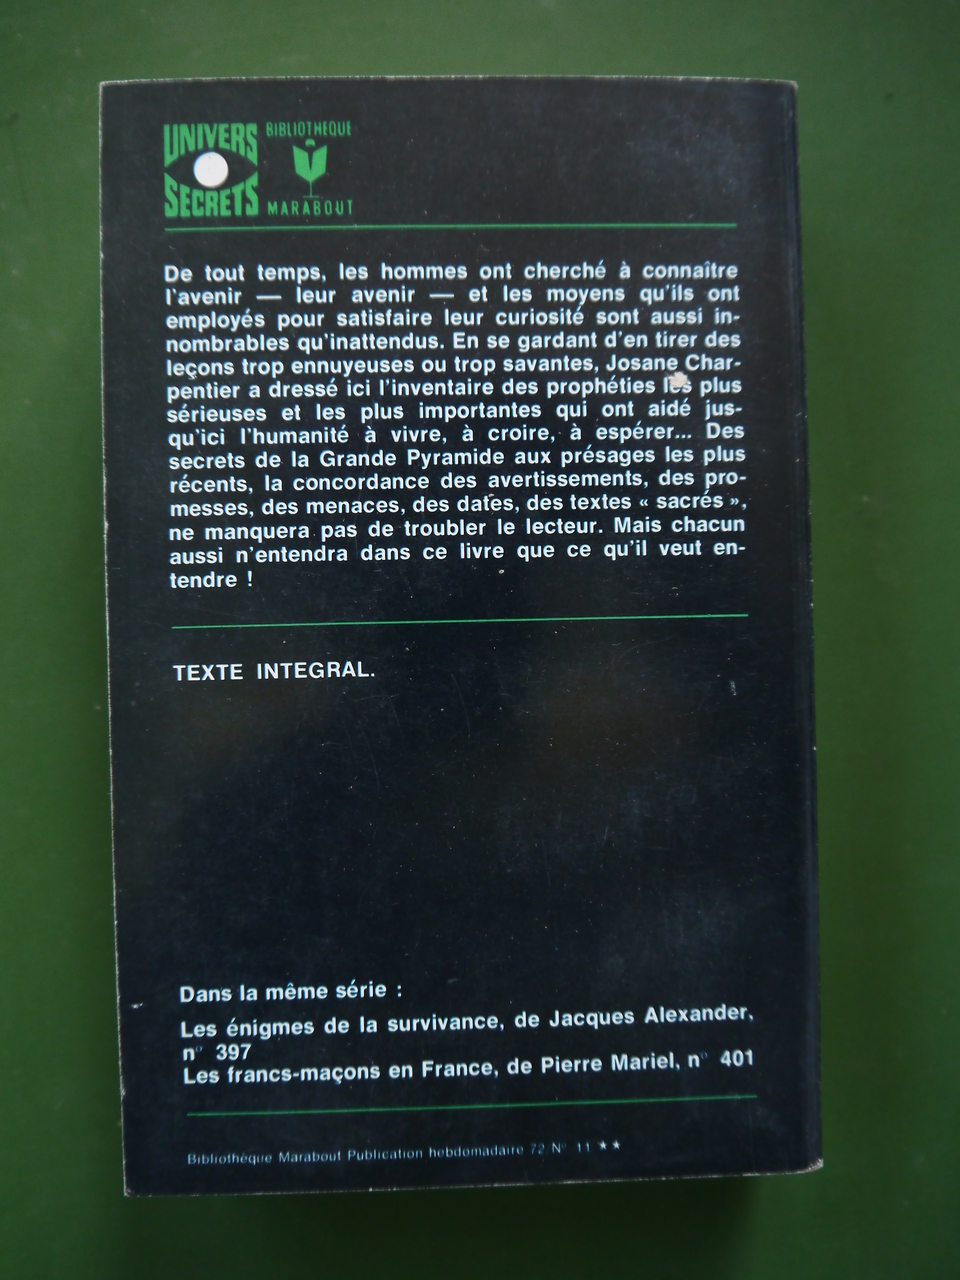 UNIVERS
SECRETS
BIBLIOTHEQUE
MARABOUT
De tout temps, les hommes ont cherché à connaître
l'avenir — leur avenir — et les moyens qu'ils ont
employés pour satisfaire leur curiosité sont aussi in-
nombrables qu'inattendus. En se gardant d'en tirer des
leçons trop ennuyeuses ou trop savantes, Josane Char-
pentier a dressé ici l'inventaire des prophéties les plus
sérieuses et les plus importantes qui ont aidé jus-
qu'ici l'humanité à vivre, à croire, à espérer... Des
secrets de la Grande Pyramide aux présages les plus
récents, la concordance des avertissements, des pro-
messes, des menaces, des dates, des textes « sacrés »,
ne manquera pas de troubler le lecteur. Mais chacun
aussi n'entendra dans ce livre que ce qu'il veut en-
tendre !
TEXTE INTEGRAL.
Dans la même série :
Les énigmes de la survivance, de Jacques Alexander,
n° 397
Les francs-maçons en France, de Pierre Mariel, n° 401
Bibliothèque Marabout Publication hebdomadaire 72 N° 11 ★★